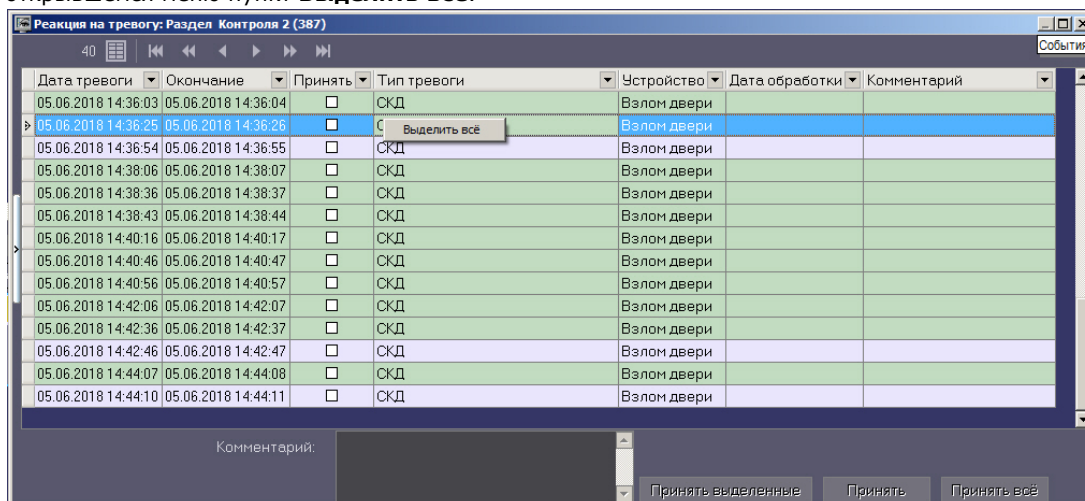 открывшемся меню пункт Выделить всё.
Реакция на тревогу: Раздел Контроля 2 (387)
События
40
Дата тревоги Окончание Принять Тип тревоги Устройство Дата обработки Комментарий
05.06.2018 14:36:03 05.06.2018 14:36:04 СКД Взлом двери
05.06.2018 14:36:25 05.06.2018 14:36:26 С Взлом двери
Выделить всё
05.06.2018 14:36:54 05.06.2018 14:36:55 СКД Взлом двери
05.06.2018 14:38:06 05.06.2018 14:38:07 СКД Взлом двери
05.06.2018 14:38:36 05.06.2018 14:38:37 СКД Взлом двери
05.06.2018 14:38:43 05.06.2018 14:38:44 СКД Взлом двери
05.06.2018 14:40:16 05.06.2018 14:40:17 СКД Взлом двери
05.06.2018 14:40:46 05.06.2018 14:40:47 СКД Взлом двери
05.06.2018 14:40:56 05.06.2018 14:40:57 СКД Взлом двери
05.06.2018 14:42:06 05.06.2018 14:42:07 СКД Взлом двери
05.06.2018 14:42:36 05.06.2018 14:42:37 СКД Взлом двери
05.06.2018 14:42:46 05.06.2018 14:42:47 СКД Взлом двери
05.06.2018 14:44:07 05.06.2018 14:44:08 СКД Взлом двери
05.06.2018 14:44:10 05.06.2018 14:44:11 СКД Взлом двери
Комментарий:
Принять выделенные Принять Принять всё